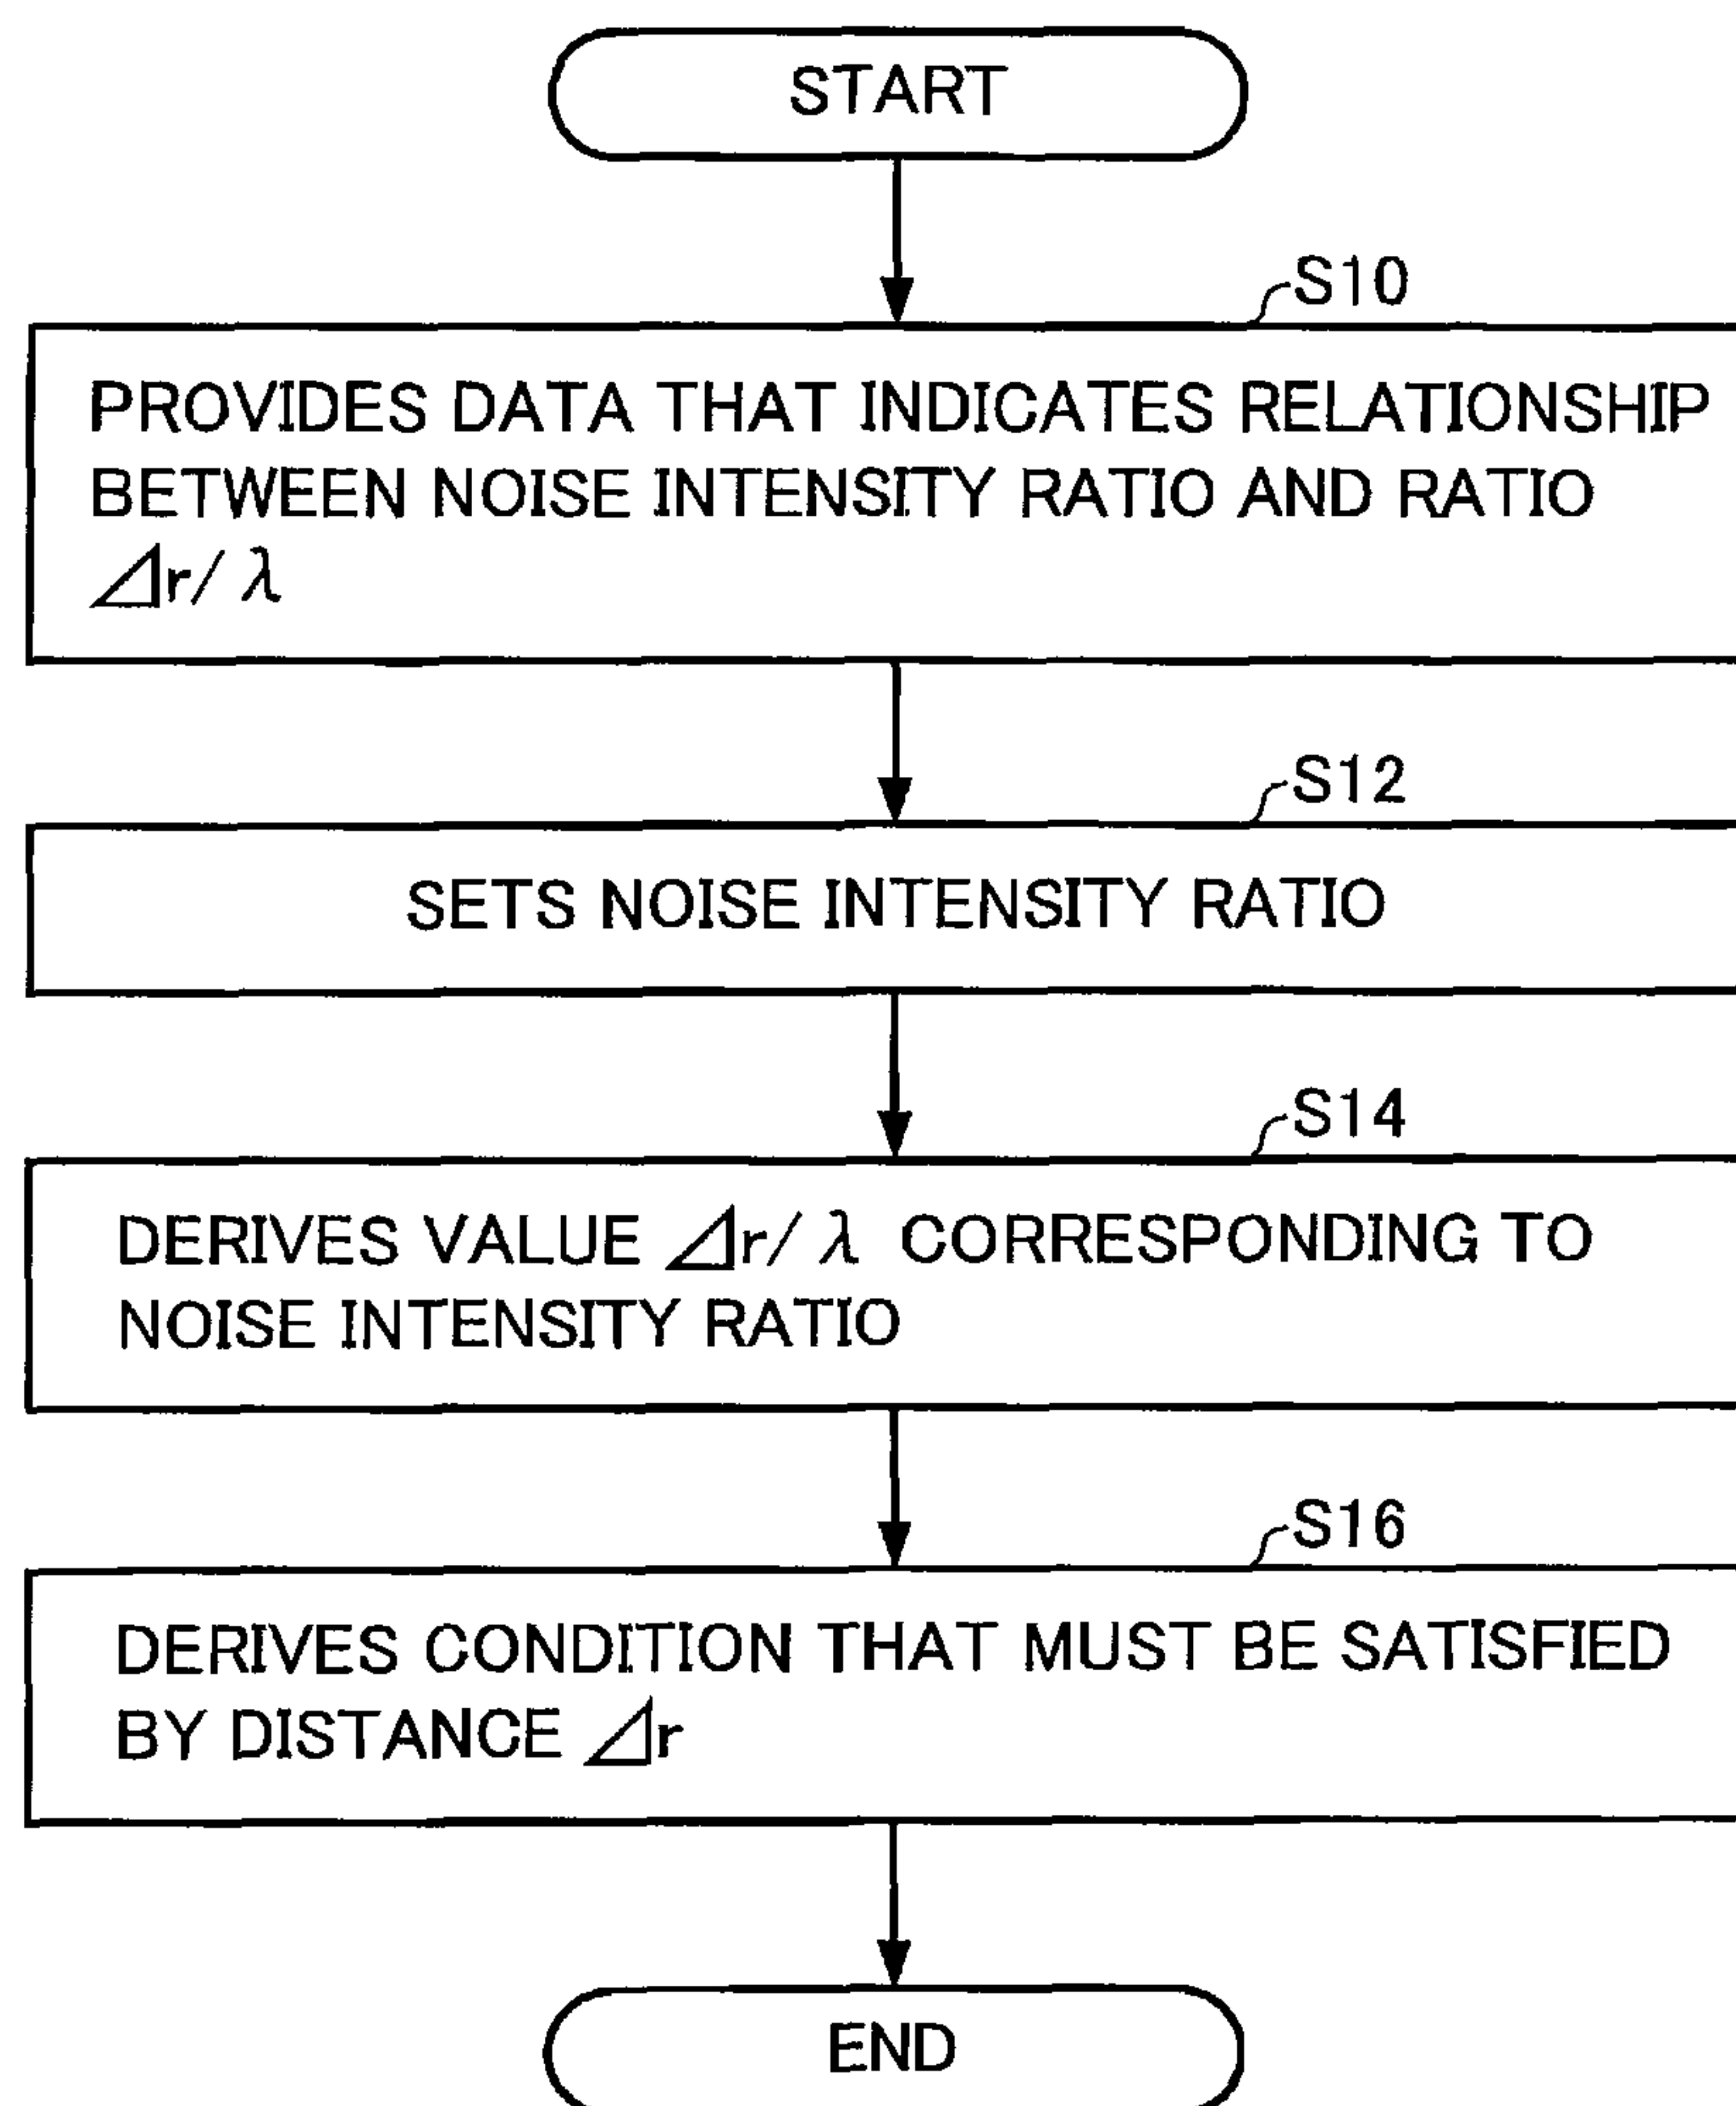 START
S10
PROVIDES DATA THAT INDICATES RELATIONSHIP
BETWEEN NOISE INTENSITY RATIO AND RATIO
⊿r/λ
S12
SETS NOISE INTENSITY RATIO
S14
DERIVES VALUE ⊿r/λ CORRESPONDING TO
NOISE INTENSITY RATIO
S16
DERIVES CONDITION THAT MUST BE SATISFIED
BY DISTANCE ⊿r
END